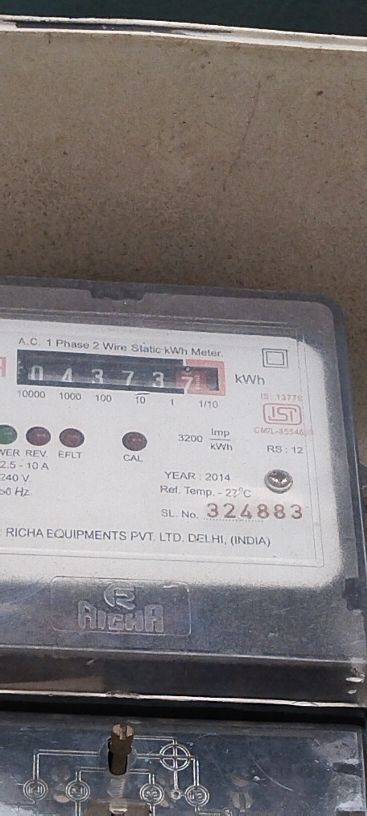 A.C. 1 Phase 2 Wire Static kWh Meter
0 4 3 7 3 7 kWh
10000 1000 100 10 1 1/10
REV. EFLT CAL
3200 Imp/kWh
IS : 13779
ISI
RS : 12
2.5 - 10 A
240 V
50 Hz
YEAR : 2014
Ref. Temp. - 27°C
SL. No. 324883
RICHA EQUIPMENTS PVT. LTD. DELHI, (INDIA)
RICHA